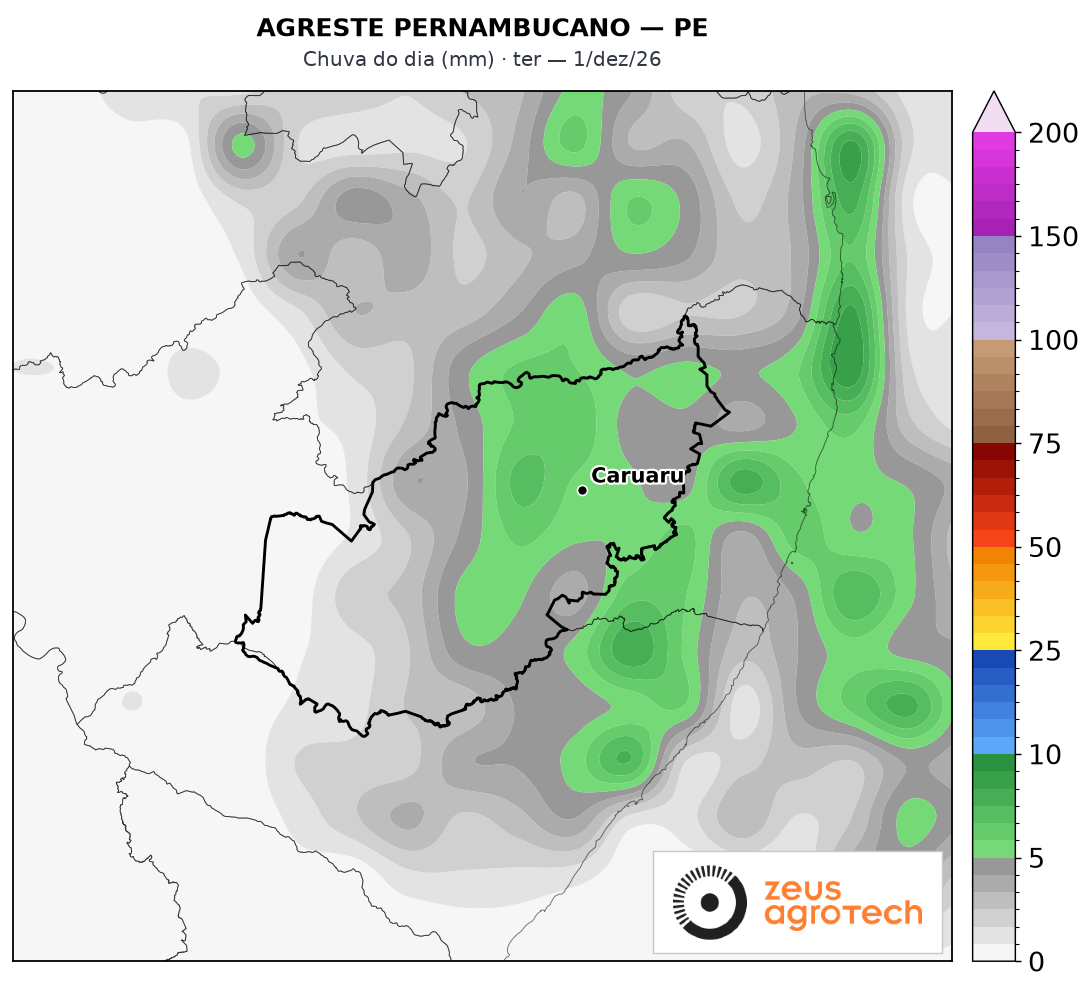 AGRESTE PERNAMBUCANO — PE
Chuva do dia (mm) · ter — 1/dez/26
200
150
100
75
50
25
10
5
0
Caruaru
zeus
agroTech